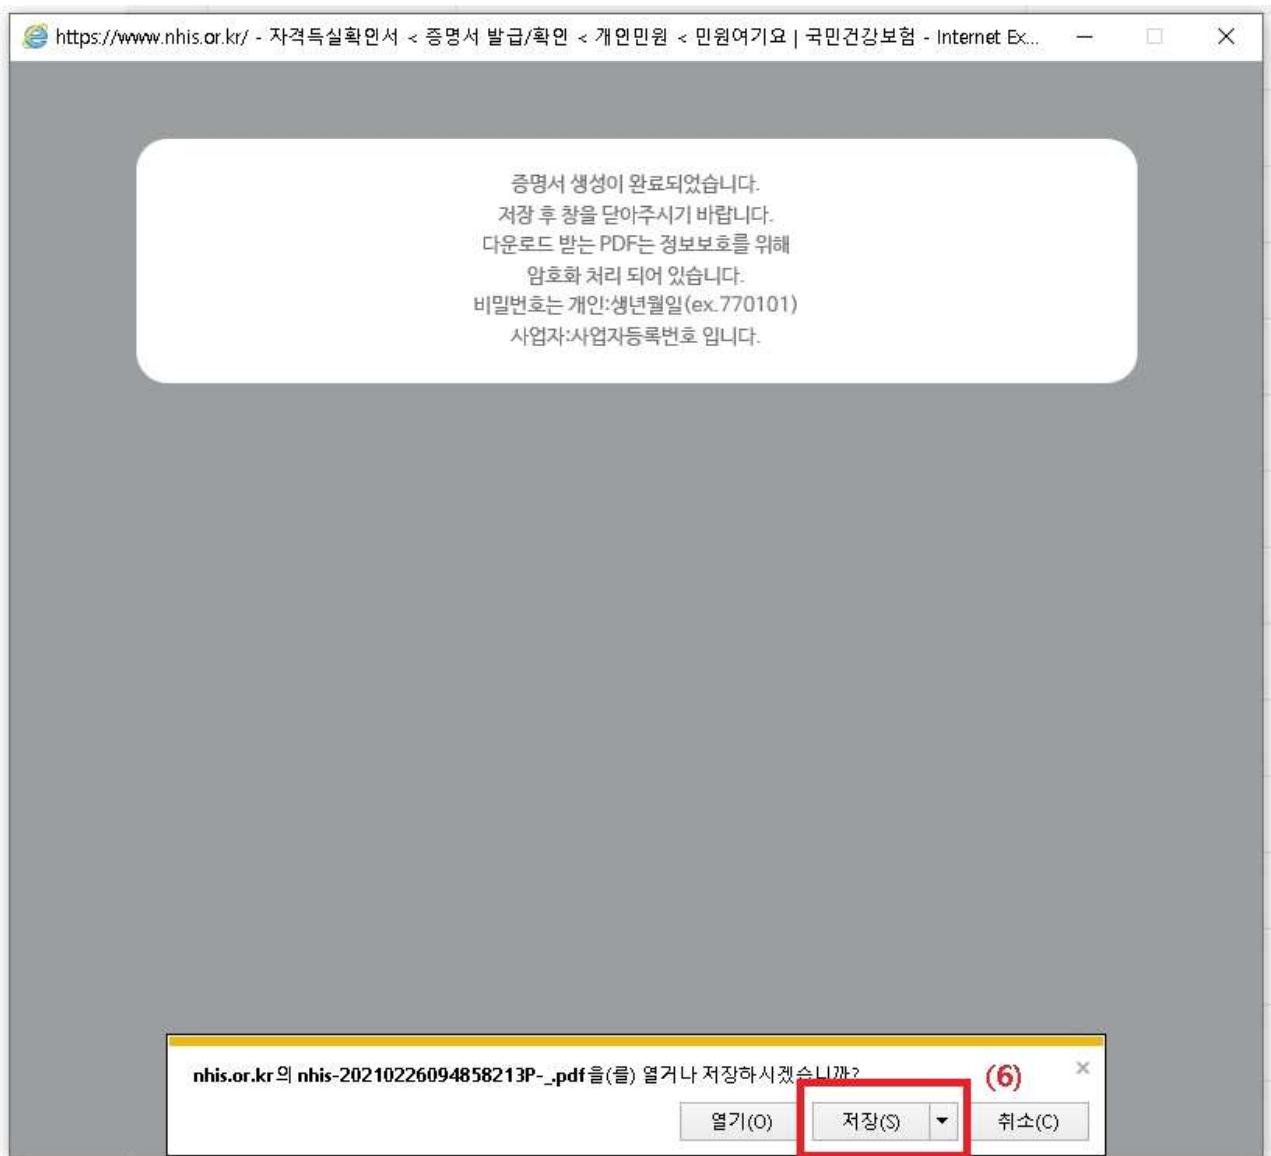 https://www.nhis.or.kr/ - 자격득실확인서 < 증명서 발급/확인 < 개인민원 < 민원여기요 | 국민건강보험 - Internet Ex...
증명서 생성이 완료되었습니다.
저장 후 창을 닫아주시기 바랍니다.
다운로드 받는 PDF는 정보보호를 위해
암호화 처리 되어 있습니다.
비밀번호는 개인:생년월일(ex.770101)
사업자:사업자등록번호 입니다.
nhis.or.kr의 nhis-20210226094858213P-_.pdf을(를) 열거나 저장하시겠습니까?
(6)
열기(O) 저장(S) 취소(C)